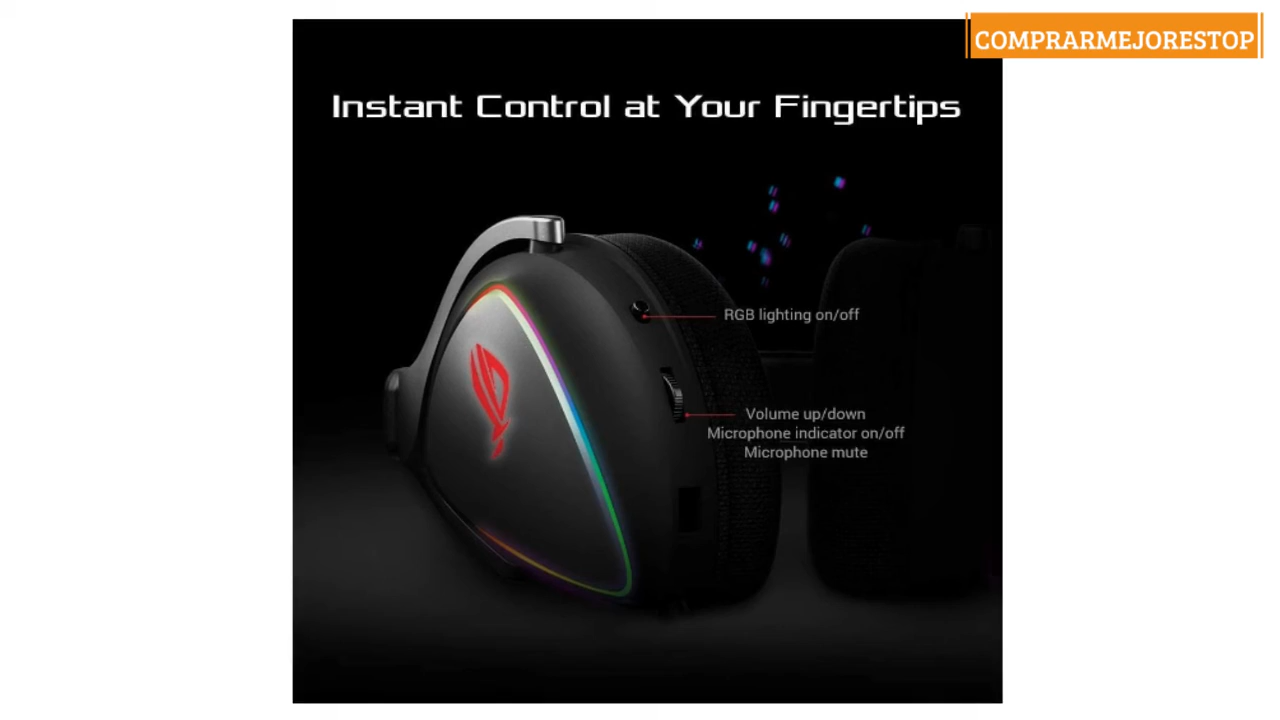 COMPRARMEJORESTOP
Instant Control at Your Fingertips
RGB lighting on/off
Volume up/down
Microphone indicator on/off
Microphone mute